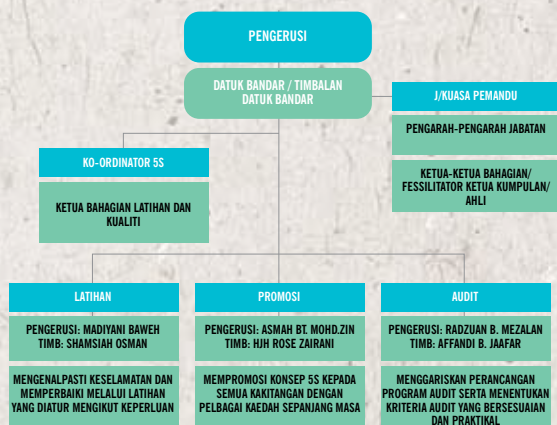 PENGERUSI
DATUK BANDAR / TIMBALAN
DATUK BANDAR
J/KUASA PEMANDU
PENGARAH-PENGARAH JABATAN
KETUA-KETUA BAHAGIAN/
FESSILITATOR KETUA KUMPULAN/
AHLI
KO-ORDINATOR 5S
KETUA BAHAGIAN LATIHAN DAN
KUALITI
LATIHAN
PENGERUSI: MADIYANI BAWEH
TIMB: SHAMSIAH OSMAN
MENGENALPASTI KESELAMATAN DAN
MEMPERBAIKI MELALUI LATIHAN
YANG DIATUR MENGIKUT KEPERLUAN
PROMOSI
PENGERUSI: ASMAH BT. MOHD.ZIN
TIMB: HJH ROSE ZAIRANI
MEMPROMOSI KONSEP 5S KEPADA
SEMUA KAKITANGAN DENGAN
PELBAGAI KAEDAH SEPANJANG MASA
AUDIT
PENGERUSI: RADZUAN B. MEZALAN
TIMB: AFFANDI B. JAAFAR
MENGGARISKAN PERANCANGAN
PROGRAM AUDIT SERTA MENENTUKAN
KRITERIA AUDIT YANG BERSESUAIAN
DAN PRAKTIKAL